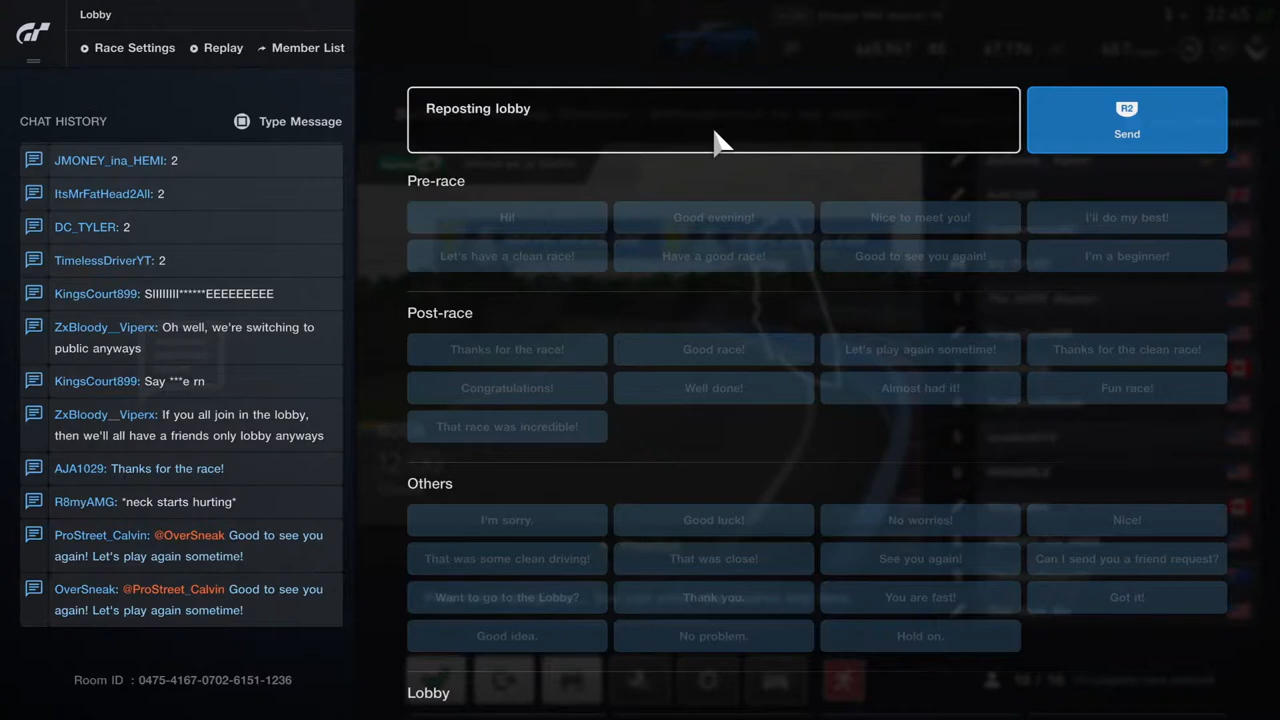 Lobby
Race Settings
Replay
Member List
CHAT HISTORY
Type Message
JMONEY_ina_HEMI: 2
ItsMrFatHead2All: 2
DC_TYLER: 2
TimelessDriverYT: 2
KingsCourt899: SIIIIIIII******EEEEEEEEE
ZxBloody__Viperx: Oh well, we're switching to
public anyways
KingsCourt899: Say ***e rn
ZxBloody__Viperx: If you all join in the lobby,
then we'll all have a friends only lobby anyways
AJA1029: Thanks for the race!
R8myAMG: *neck starts hurting*
ProStreet_Calvin: @OverSneak Good to see you
again! Let's play again sometime!
OverSneak: @ProStreet_Calvin Good to see you
again! Let's play again sometime!
Room ID : 0475-4167-0702-6151-1236
Reposting lobby
R2
Send
Pre-race
Hi!
Good evening!
Nice to meet you!
I'll do my best!
Let's have a clean race!
Have a good race!
Good to see you again!
I'm a beginner!
Post-race
Thanks for the race!
Good race!
Let's play again sometime!
Thanks for the clean race!
Congratulations!
Well done!
Almost had it!
Fun race!
That race was incredible!
Others
I'm sorry.
Good luck!
No worries!
Nice!
That was some clean driving!
That was close!
See you again!
Can I send you a friend request?
Want to go to the Lobby?
Thank you.
You are fast!
Got it!
Good idea.
No problem.
Hold on.
Lobby